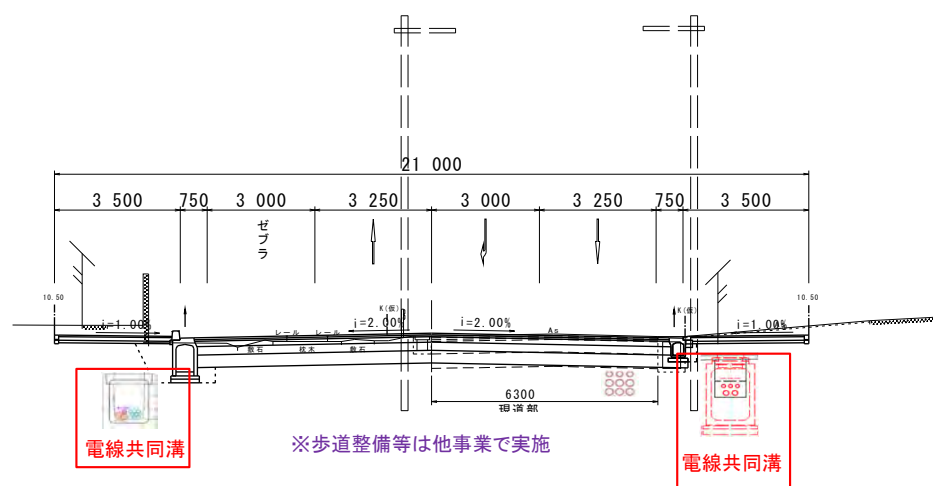 21 000
3 500 750 3 000 3 250 3 000 3 250 750 3 500
ゼブラ
10.50 10.50
K(仮) K(仮)
i=1.00% レール レール i=2.00% i=2.00% As i=1.00%
敷石 枕木 敷石
6300
現道部
電線共同溝
※歩道整備等は他事業で実施
電線共同溝